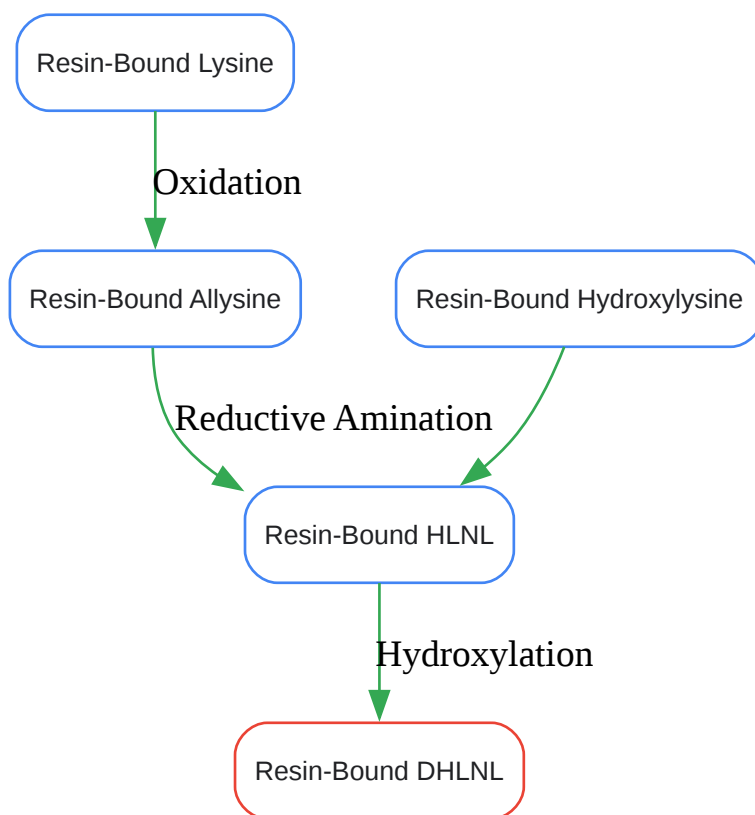 Resin-Bound Lysine
Oxidation
Resin-Bound Allysine
Resin-Bound Hydroxylysine
Reductive Amination
Resin-Bound HLNL
Hydroxylation
Resin-Bound DHLNL